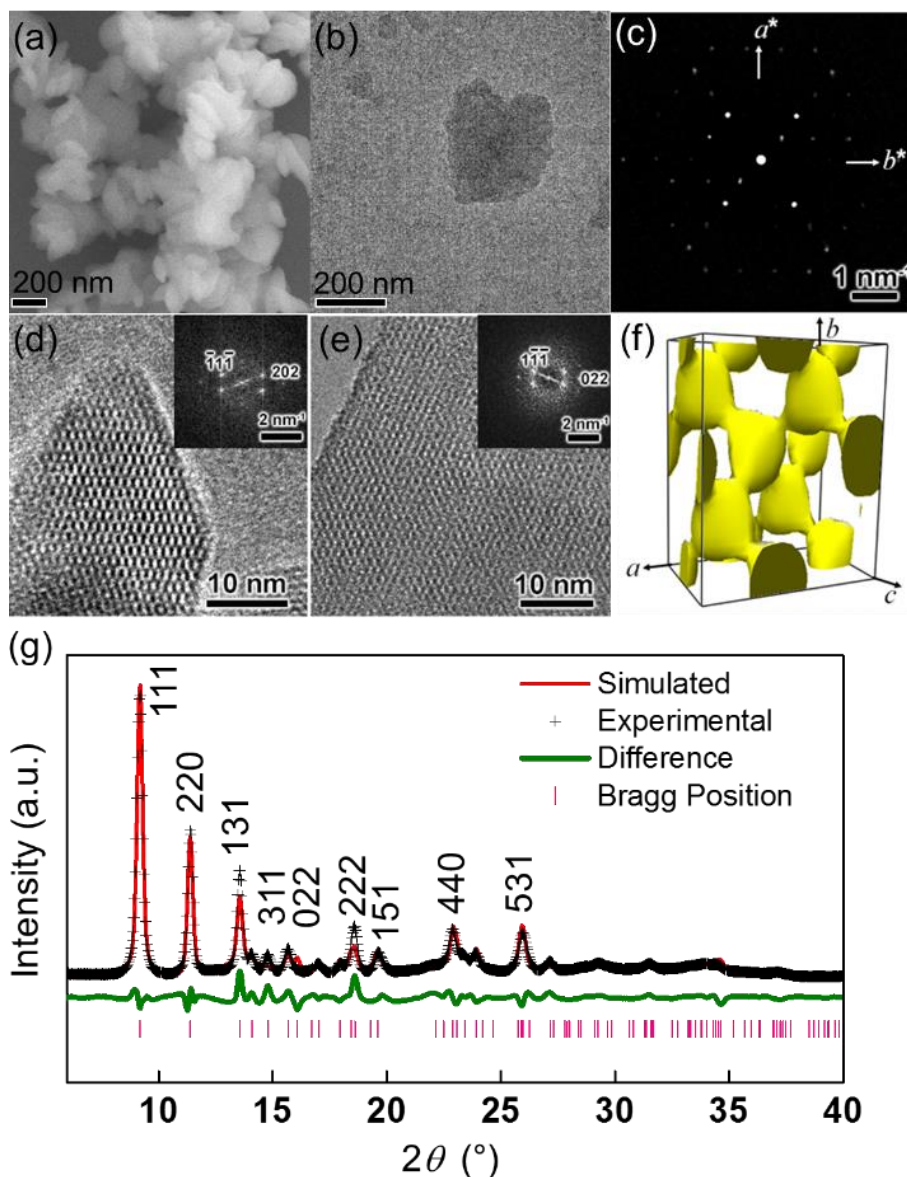 (a)
200 nm
(b)
200 nm
(c)
a*
b*
1 nm⁻¹
(d)
1̄11̄
202
2 nm⁻¹
10 nm
(e)
11̄1̄
022
2 nm⁻¹
10 nm
(f)
b
a
c
(g)
Intensity (a.u.)
111
220
131
311
022
222
151
440
531
Simulated
Experimental
Difference
Bragg Position
10 15 20 25 30 35 40
2θ (°)